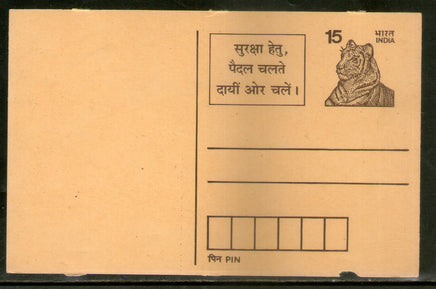 सुरक्षा हेतु,
पैदल चलते
दायीं ओर चलें।
15 भारत
INDIA
पिन PIN